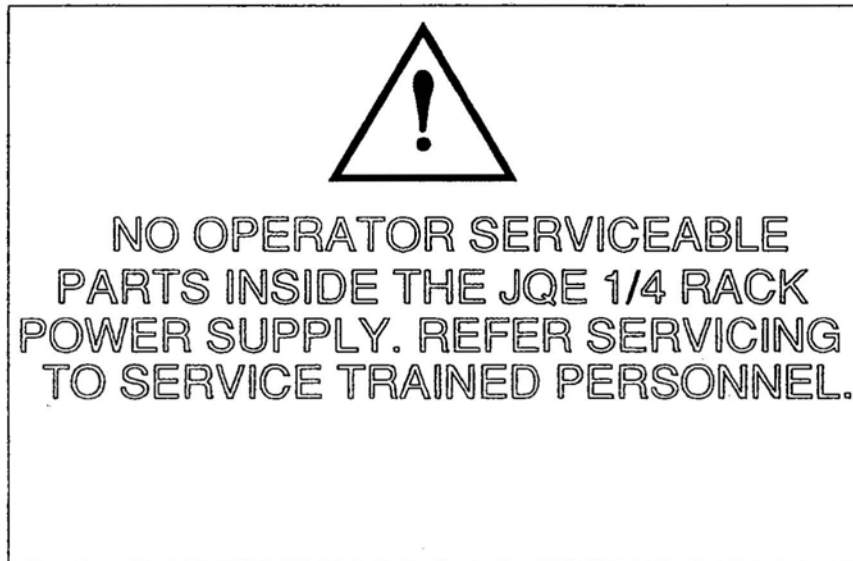 NO OPERATOR SERVICEABLE
PARTS INSIDE THE JQE 1/4 RACK
POWER SUPPLY. REFER SERVICING
TO SERVICE TRAINED PERSONNEL.